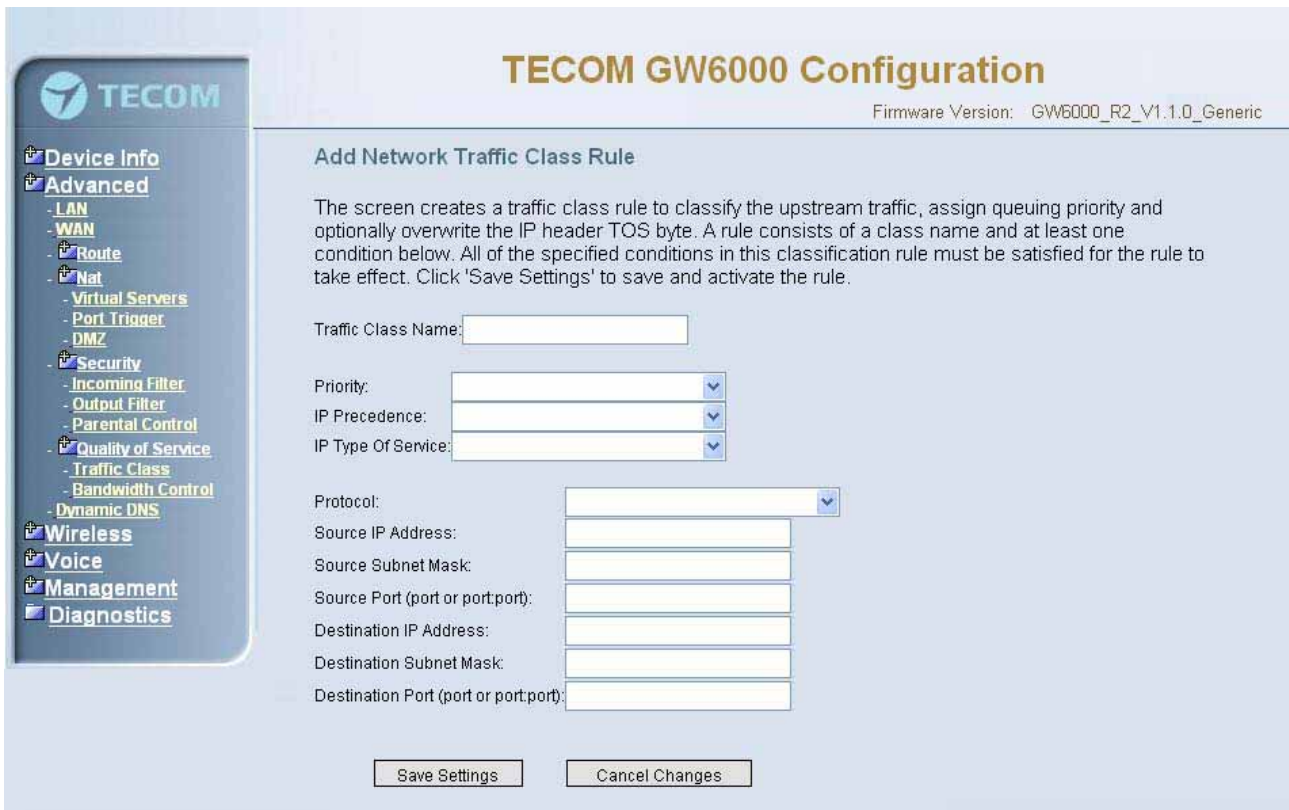 TECOM
TECOM GW6000 Configuration
Firmware Version: GW6000_R2_V1.1.0_Generic
Device Info
Advanced
- LAN
- WAN
- Route
- Nat
- Virtual Servers
- Port Trigger
- DMZ
- Security
- Incoming Filter
- Output Filter
- Parental Control
- Quality of Service
- Traffic Class
- Bandwidth Control
- Dynamic DNS
Wireless
Voice
Management
Diagnostics
Add Network Traffic Class Rule
The screen creates a traffic class rule to classify the upstream traffic, assign queuing priority and
optionally overwrite the IP header TOS byte. A rule consists of a class name and at least one
condition below. All of the specified conditions in this classification rule must be satisfied for the rule to
take effect. Click 'Save Settings' to save and activate the rule.
Traffic Class Name:
Priority:
IP Precedence:
IP Type Of Service:
Protocol:
Source IP Address:
Source Subnet Mask:
Source Port (port or port:port):
Destination IP Address:
Destination Subnet Mask:
Destination Port (port or port:port):
Save Settings
Cancel Changes